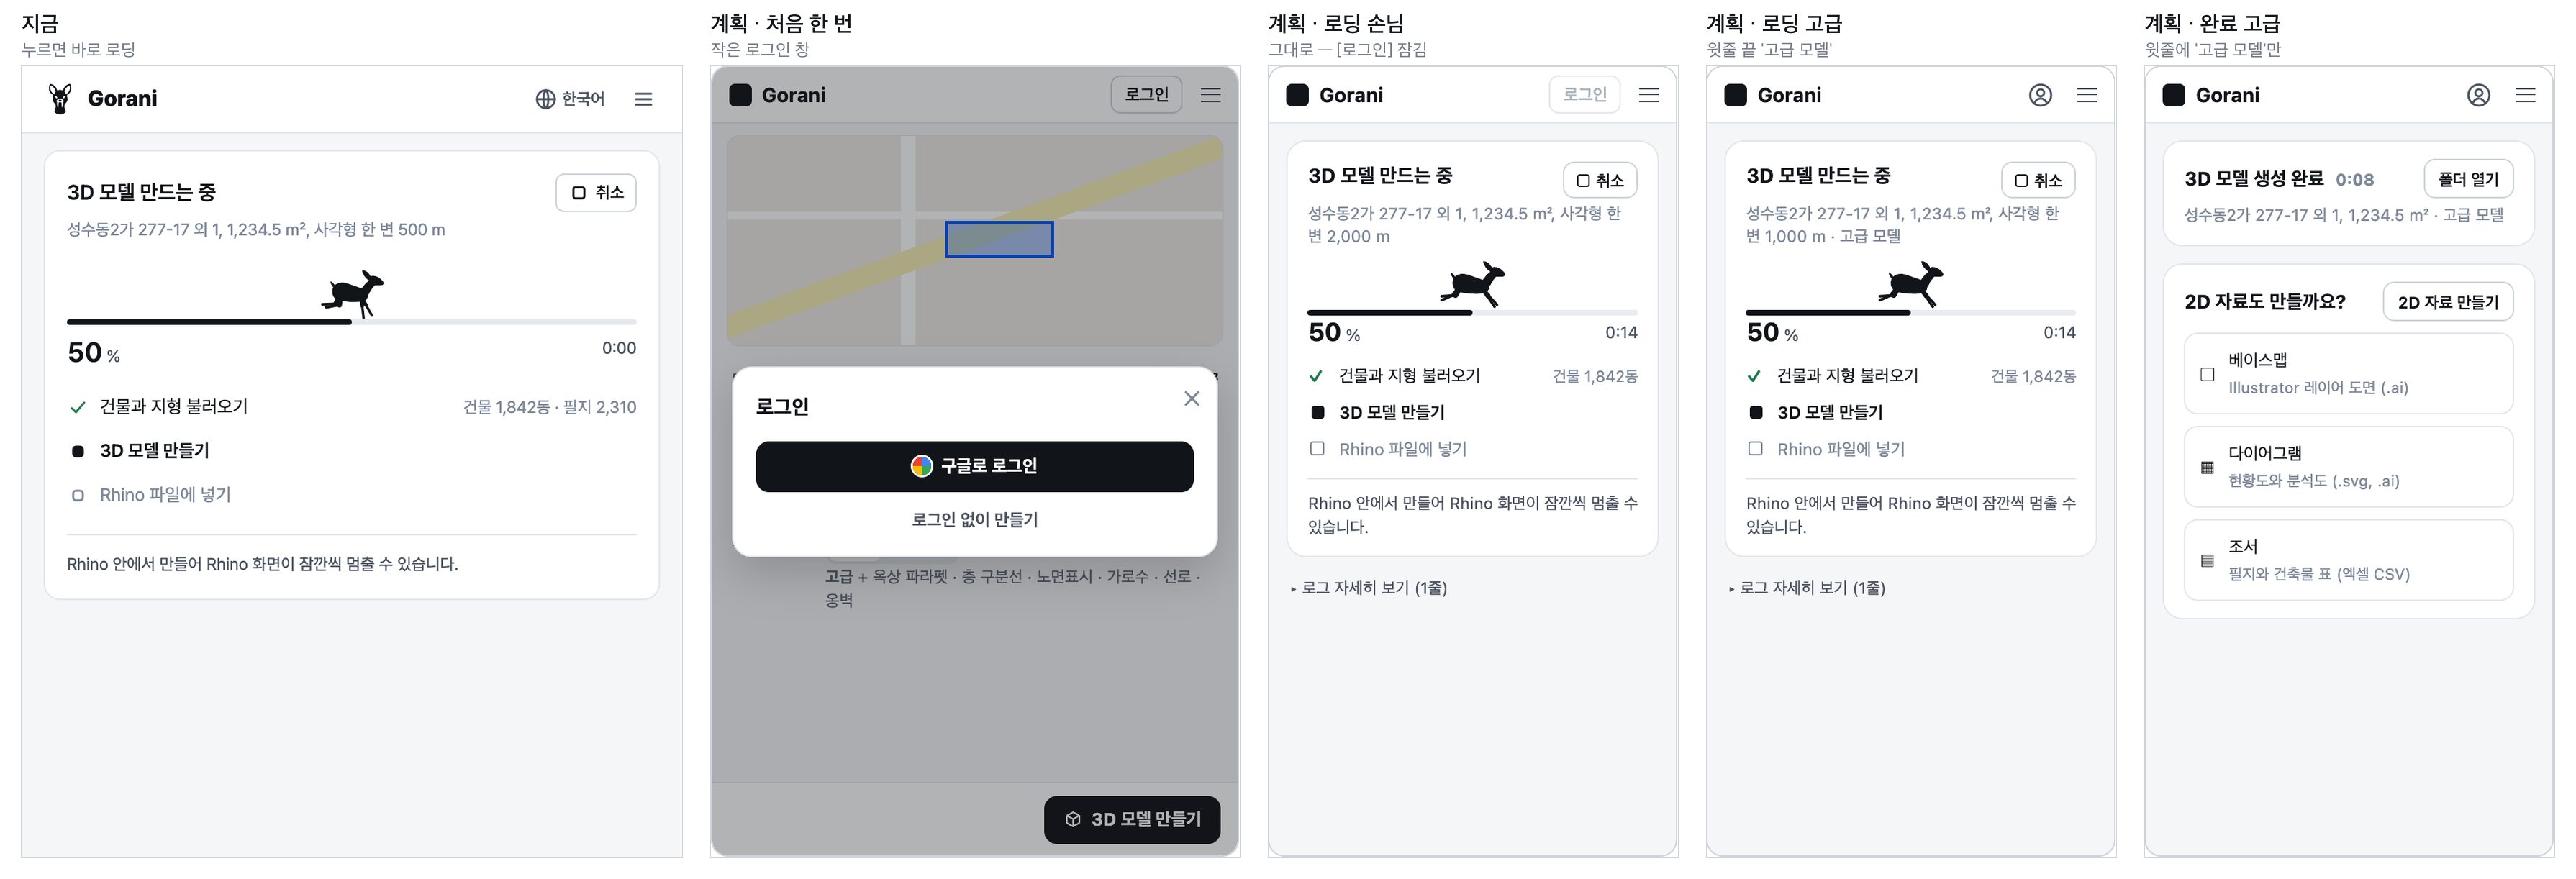 지금
누르면 바로 로딩
Gorani
한국어
3D 모델 만드는 중
취소
성수동2가 277-17 외 1, 1,234.5 m², 사각형 한 변 500 m
50 %
0:00
건물과 지형 불러오기
건물 1,842동 · 필지 2,310
3D 모델 만들기
Rhino 파일에 넣기
Rhino 안에서 만들어 Rhino 화면이 잠깐씩 멈출 수 있습니다.
계획 · 처음 한 번
작은 로그인 창
Gorani
로그인
로그인
구글로 로그인
로그인 없이 만들기
고급 + 옥상 파라펫 · 층 구분선 · 노면표시 · 가로수 · 선로 ·
옹벽
3D 모델 만들기
계획 · 로딩 손님
그대로 — [로그인] 잠김
Gorani
로그인
3D 모델 만드는 중
취소
성수동2가 277-17 외 1, 1,234.5 m², 사각형 한
변 2,000 m
50 %
0:14
건물과 지형 불러오기
건물 1,842동
3D 모델 만들기
Rhino 파일에 넣기
Rhino 안에서 만들어 Rhino 화면이 잠깐씩 멈출 수
있습니다.
▸ 로그 자세히 보기 (1줄)
계획 · 로딩 고급
윗줄 끝 '고급 모델'
Gorani
3D 모델 만드는 중
취소
성수동2가 277-17 외 1, 1,234.5 m², 사각형 한
변 1,000 m · 고급 모델
50 %
0:14
건물과 지형 불러오기
건물 1,842동
3D 모델 만들기
Rhino 파일에 넣기
Rhino 안에서 만들어 Rhino 화면이 잠깐씩 멈출 수
있습니다.
▸ 로그 자세히 보기 (1줄)
계획 · 완료 고급
윗줄에 '고급 모델'만
Gorani
3D 모델 생성 완료 0:08
폴더 열기
성수동2가 277-17 외 1, 1,234.5 m² · 고급 모델
2D 자료도 만들까요?
2D 자료 만들기
베이스맵
Illustrator 레이어 도면 (.ai)
다이어그램
현황도와 분석도 (.svg, .ai)
조서
필지와 건축물 표 (엑셀 CSV)